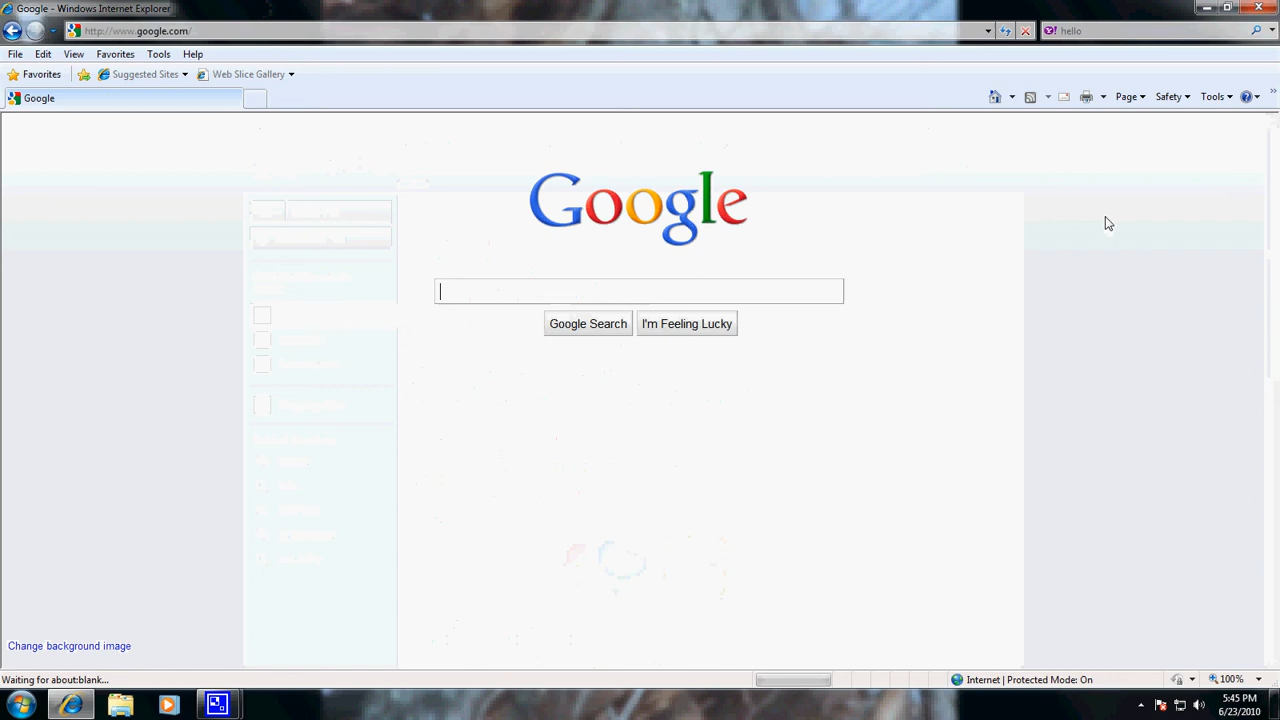 Google - Windows Internet Explorer
http://www.google.com/
hello
File Edit View Favorites Tools Help
Favorites Suggested Sites Web Slice Gallery
Google
Page Safety Tools
Google
Google Search I'm Feeling Lucky
Change background image
Waiting for about:blank...
Internet | Protected Mode: On
100%
5:45 PM
6/23/2010